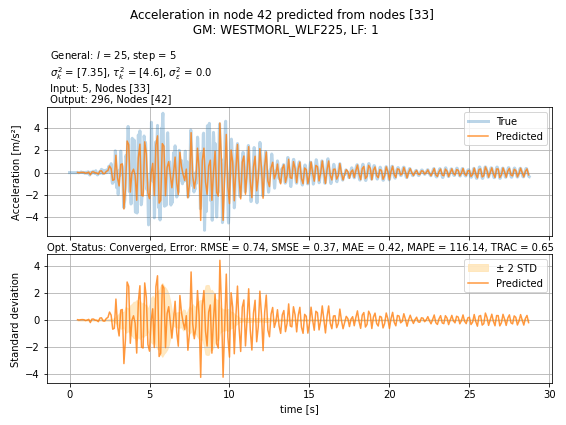 Acceleration in node 42 predicted from nodes [33]
GM: WESTMORL_WLF225, LF: 1
General: l = 25, step = 5
σ²ₖ = [7.35], τ²ₖ = [4.6], σ²ε = 0.0
Input: 5, Nodes [33]
Output: 296, Nodes [42]
Acceleration [m/s²]
4
2
0
−2
−4
True
Predicted
Opt. Status: Converged, Error: RMSE = 0.74, SMSE = 0.37, MAE = 0.42, MAPE = 116.14, TRAC = 0.65
Standard deviation
4
2
0
−2
−4
± 2 STD
Predicted
0 5 10 15 20 25 30
time [s]